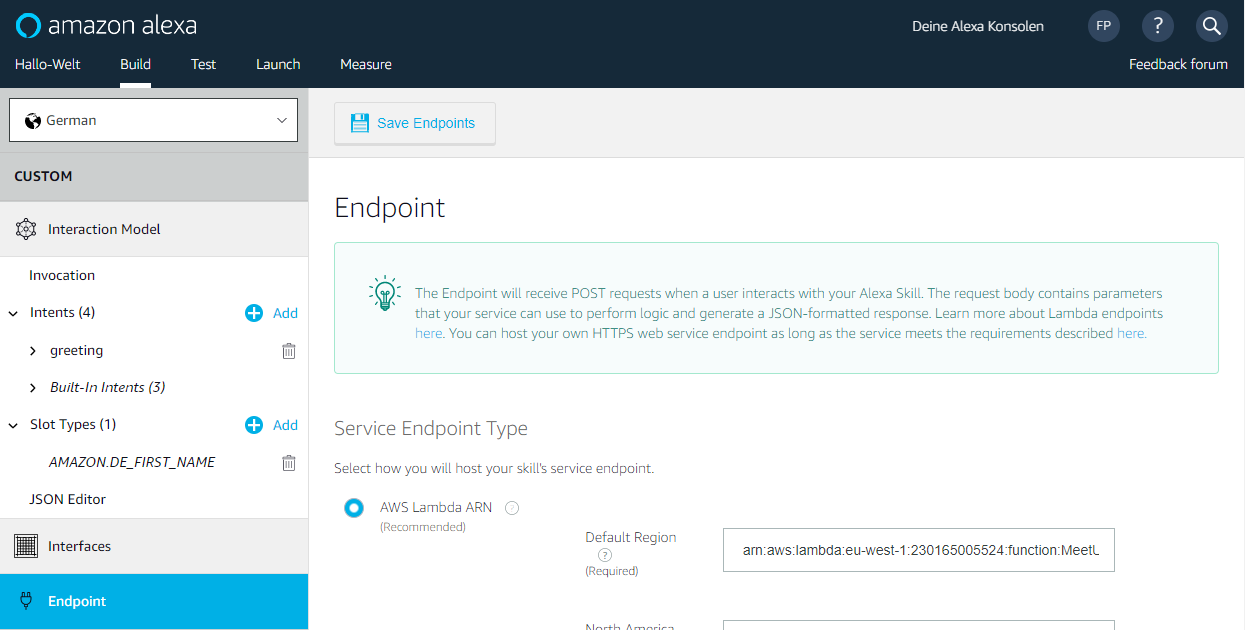 amazon alexa
Deine Alexa Konsolen
FP
?
Hallo-Welt
Build
Test
Launch
Measure
Feedback forum
German
Save Endpoints
CUSTOM
Interaction Model
Invocation
Intents (4)
Add
greeting
Built-In Intents (3)
Slot Types (1)
Add
AMAZON.DE_FIRST_NAME
JSON Editor
Interfaces
Endpoint
Endpoint
The Endpoint will receive POST requests when a user interacts with your Alexa Skill. The request body contains parameters
that your service can use to perform logic and generate a JSON-formatted response. Learn more about Lambda endpoints
here. You can host your own HTTPS web service endpoint as long as the service meets the requirements described here.
Service Endpoint Type
Select how you will host your skill's service endpoint.
AWS Lambda ARN ?
(Recommended)
Default Region
?
(Required)
arn:aws:lambda:eu-west-1:230165005524:function:MeetU
North America